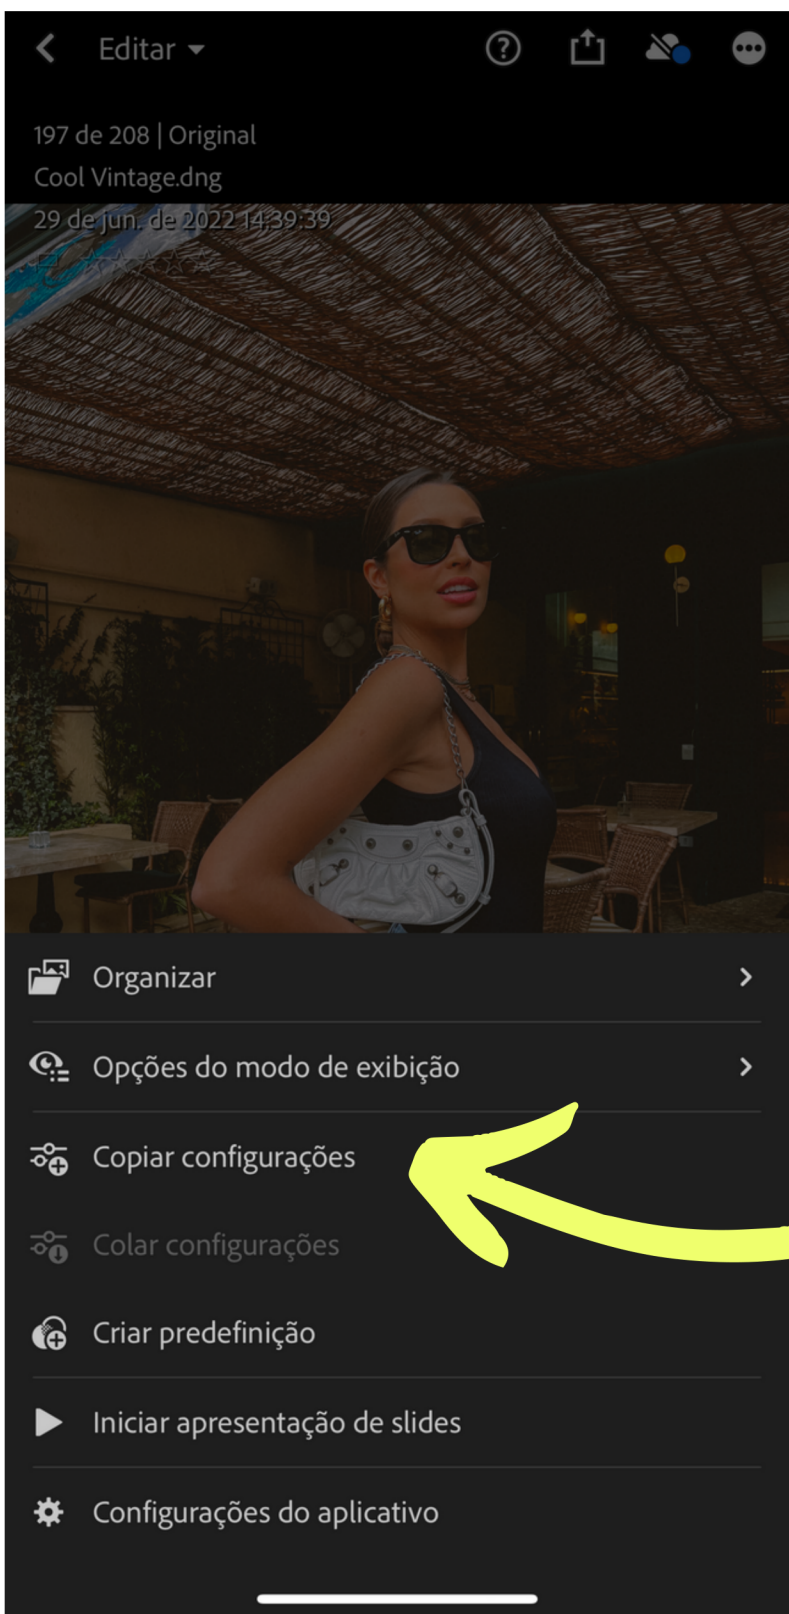 Editar
197 de 208 | Original
Cool Vintage.dng
29 de jun. de 2022 14:39:39
Organizar
Opções do modo de exibição
Copiar configurações
Colar configurações
Criar predefinição
Iniciar apresentação de slides
Configurações do aplicativo